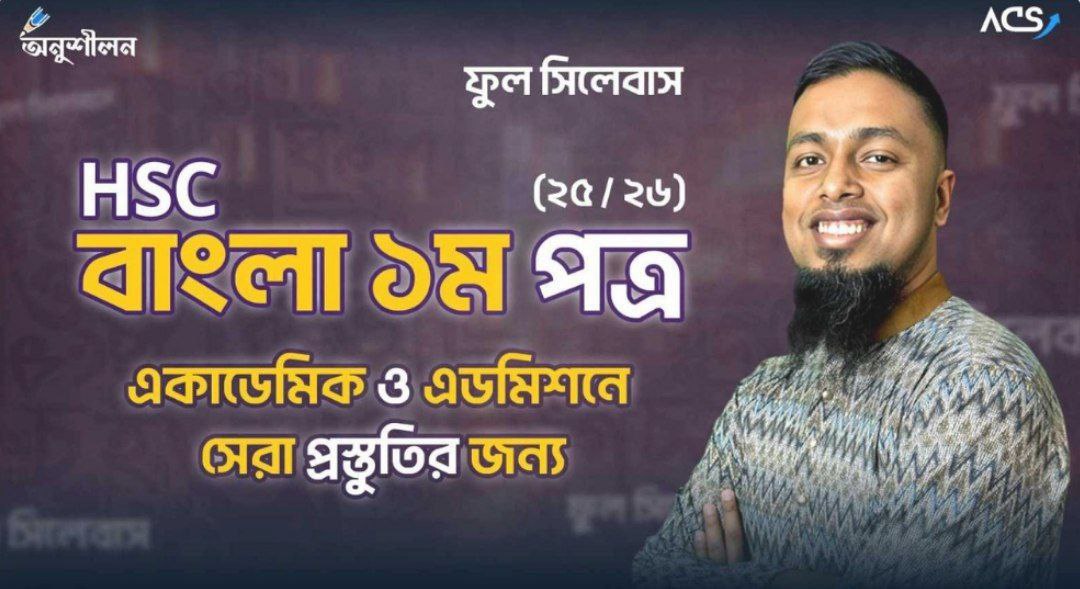 অনুশীলন
ACS
ফুল সিলেবাস
HSC (২৫ / ২৬)
বাংলা ১ম পত্র
একাডেমিক ও এডমিশনে
সেরা প্রস্তুতির জন্য
সিলেবাস